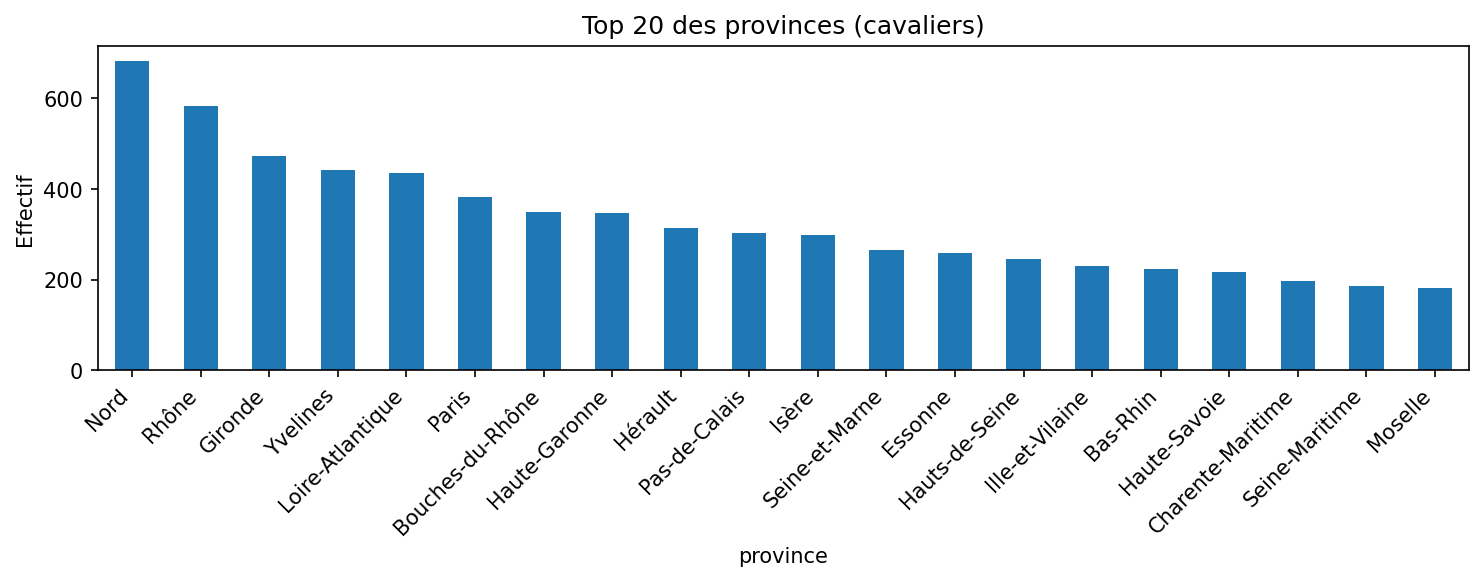 Top 20 des provinces (cavaliers)
Effectif
600
400
200
0
Nord
Rhône
Gironde
Yvelines
Loire-Atlantique
Paris
Bouches-du-Rhône
Haute-Garonne
Hérault
Pas-de-Calais
Isère
Seine-et-Marne
Essonne
Hauts-de-Seine
Ille-et-Vilaine
Bas-Rhin
Haute-Savoie
Charente-Maritime
Seine-Maritime
Moselle
province